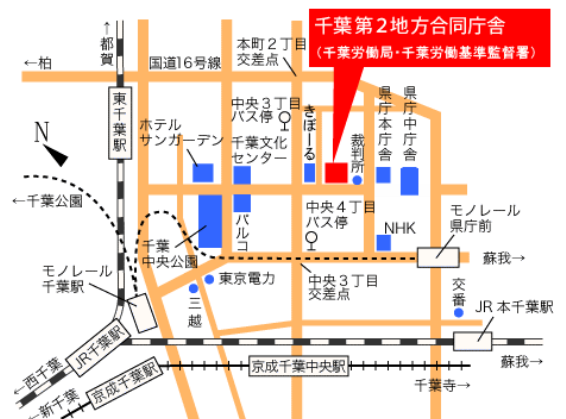 千葉第2地方合同庁舎
（千葉労働局・千葉労働基準監督署）
→都賀
←柏
国道16号線
本町2丁目
交差点
東千葉駅
N
ホテル
サンガーデン
中央3丁目
バス停
千葉文化
センター
きぼーる
裁判所
県庁本庁舎
県庁中庁舎
←千葉公園
千葉
中央公園
パルコ
中央4丁目
バス停
NHK
モノレール
県庁前
蘇我→
モノレール
千葉駅
三越
東京電力
中央3丁目
交差点
交番
JR 本千葉駅
蘇我→
←西千葉
JR千葉駅
京成千葉駅
←新千葉
京成千葉中央駅
千葉寺→